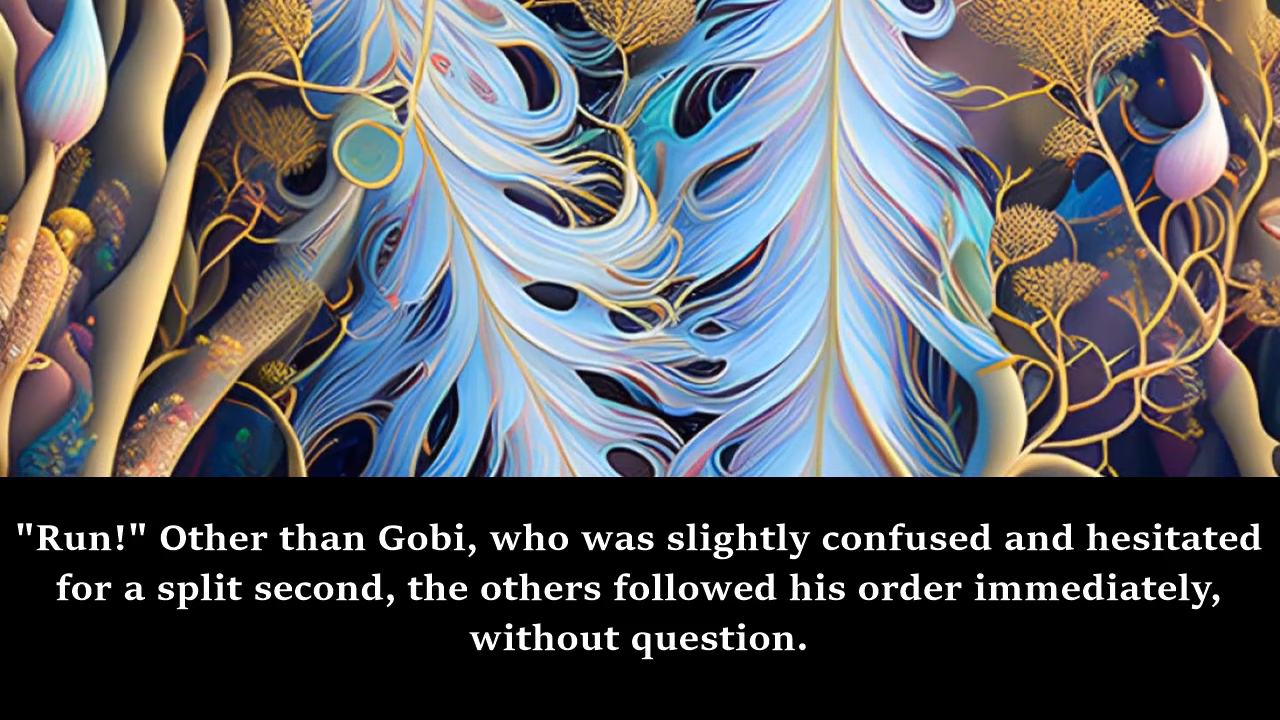 "Run!" Other than Gobi, who was slightly confused and hesitated
for a split second, the others followed his order immediately,
without question.